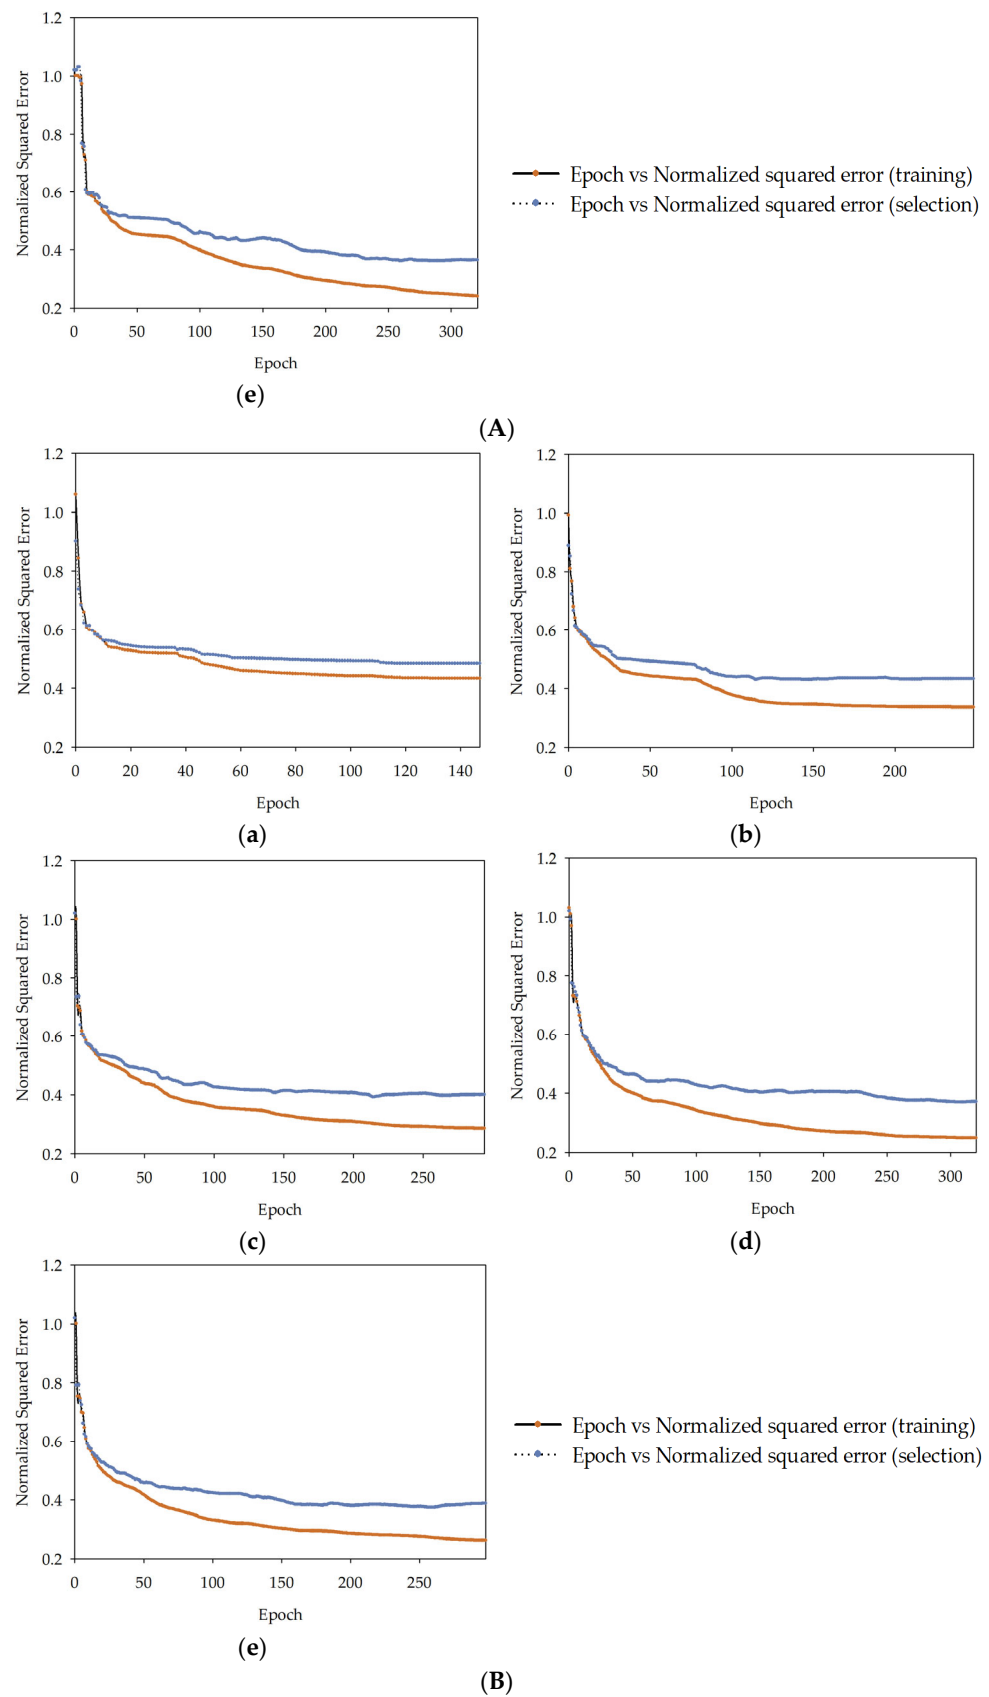 1.2
1.0
0.8
0.6
0.4
0.2
Normalized Squared Error
0 50 100 150 200 250 300
Epoch
Epoch vs Normalized squared error (training)
Epoch vs Normalized squared error (selection)
(e)
(A)
1.2
1.0
0.8
0.6
0.4
0.2
Normalized Squared Error
0 20 40 60 80 100 120 140
Epoch
(a)
1.2
1.0
0.8
0.6
0.4
0.2
Normalized Squared Error
0 50 100 150 200
Epoch
(b)
1.2
1.0
0.8
0.6
0.4
0.2
Normalized Squared Error
0 50 100 150 200 250
Epoch
(c)
1.2
1.0
0.8
0.6
0.4
0.2
Normalized Squared Error
0 50 100 150 200 250 300
Epoch
(d)
1.2
1.0
0.8
0.6
0.4
0.2
Normalized Squared Error
0 50 100 150 200 250
Epoch
Epoch vs Normalized squared error (training)
Epoch vs Normalized squared error (selection)
(e)
(B)